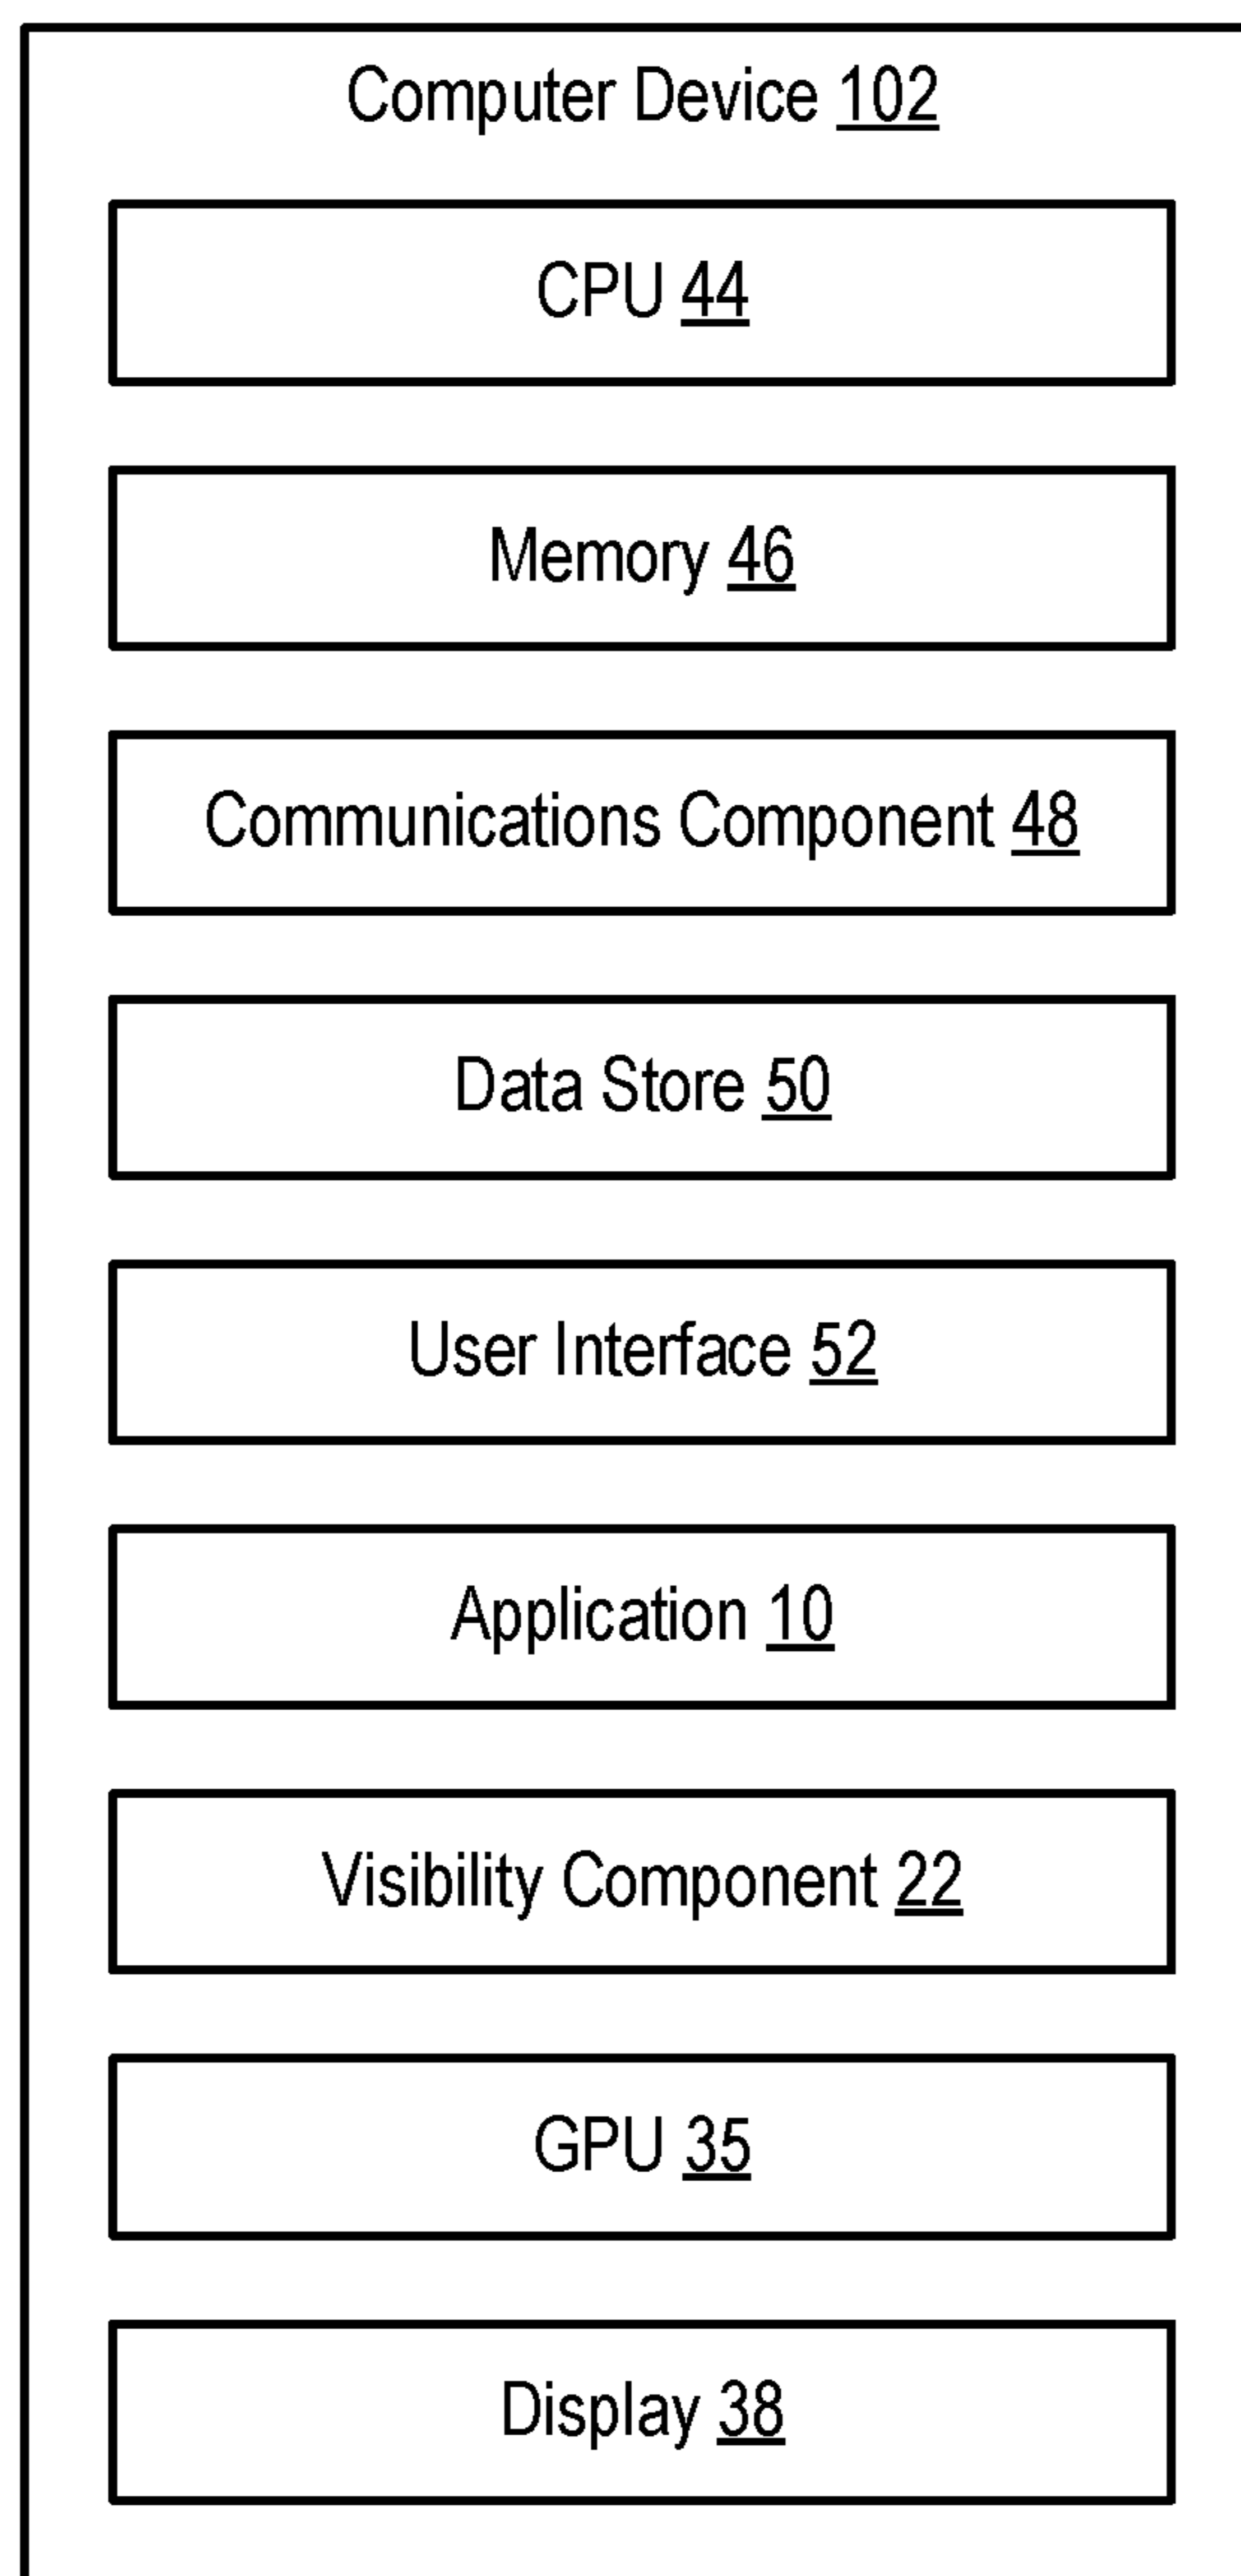 Computer Device 102
CPU 44
Memory 46
Communications Component 48
Data Store 50
User Interface 52
Application 10
Visibility Component 22
GPU 35
Display 38